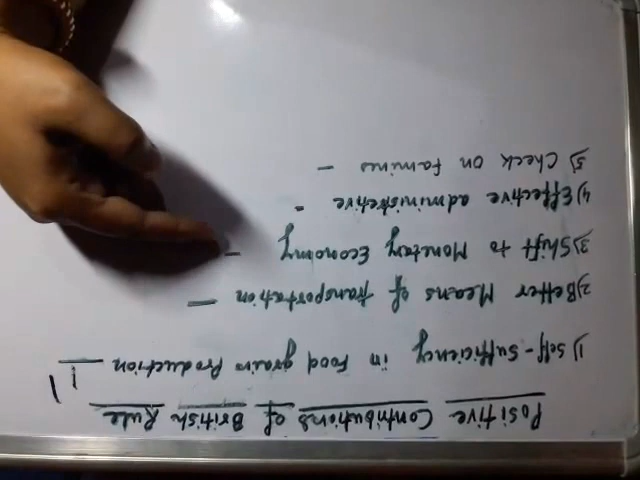 Positive Contributions of British Rule
1) Self-Sufficiency in Food grain Production —
2) Better Means of transportation —
3) Shift to Monetary Economy -
4) Effective administrative -
5) Check on famines -